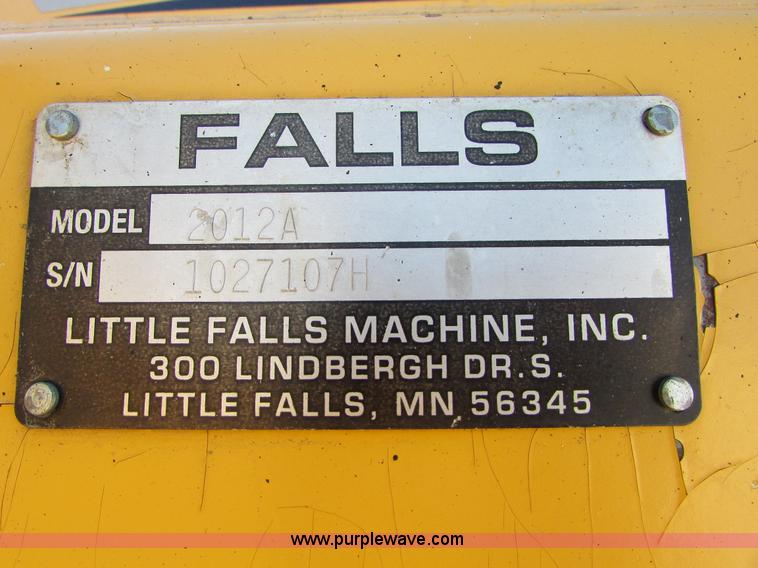 FALLS
MODEL 2012A
S/N 1027107H
LITTLE FALLS MACHINE, INC.
300 LINDBERGH DR.S.
LITTLE FALLS, MN 56345
www.purplewave.com